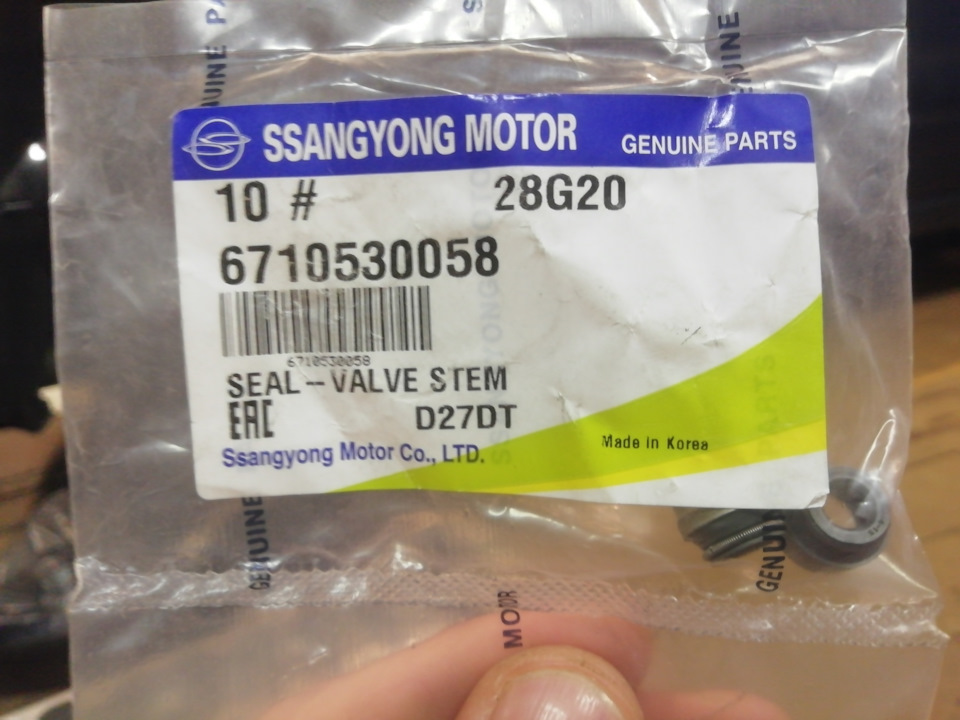 SSANGYONG MOTOR GENUINE PARTS
10 # 28G20
6710530058
6710530058
SEAL--VALVE STEM
EAC D27DT
Ssangyong Motor Co., LTD.
Made in Korea
GENUINE
MOTOR
GENUINE